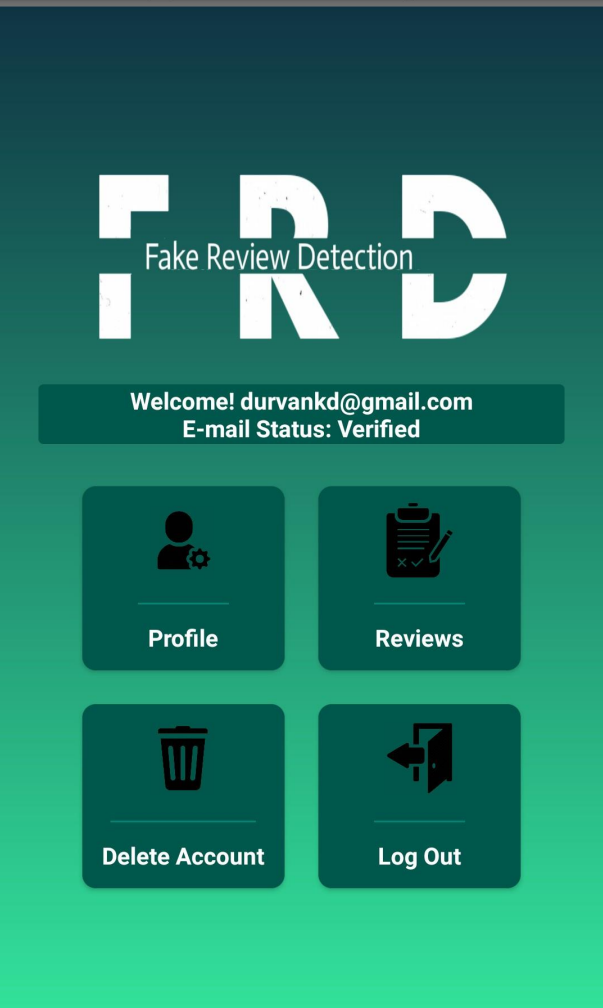 FRD
Fake Review Detection
Welcome! durvankd@gmail.com
E-mail Status: Verified
Profile
Reviews
Delete Account
Log Out